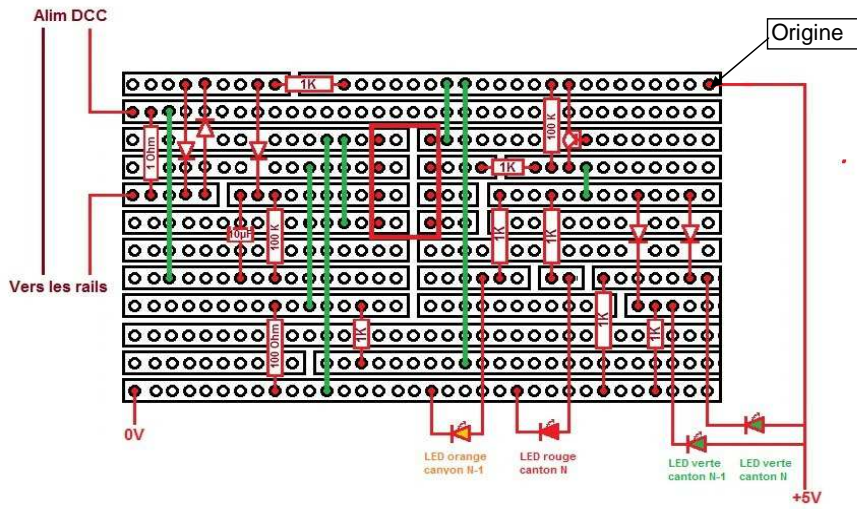 Alim DCC
Origine
1K
1 Ohm
100 K
1K
10µF
100 K
1K
1K
Vers les rails
100 Ohm
1K
1K
1K
0V
LED orange
canyon N-1
LED rouge
canton N
LED verte
canton N-1
LED verte
canton N
+5V